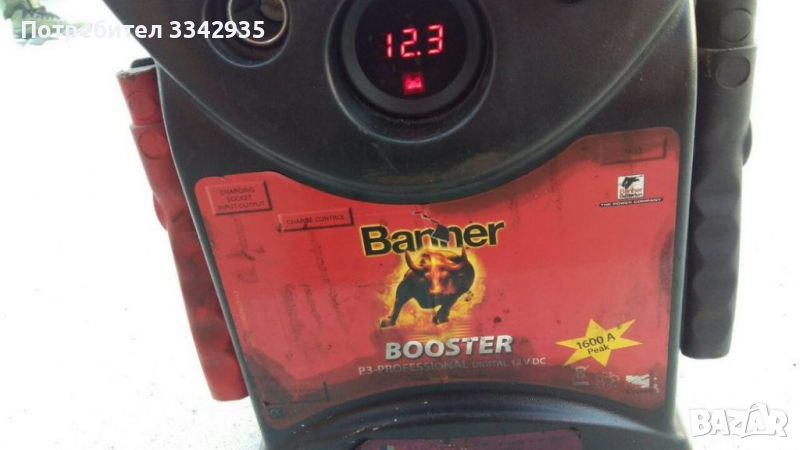 Потребител 3342935
12.3
CHARGING
SOCKET
INPUT-OUTPUT
CHARGE CONTROL
Banner
THE POWER COMPANY
Banner
BOOSTER
P3-PROFESSIONAL DIGITAL 12 V DC
1600 A
Peak
BAZAR